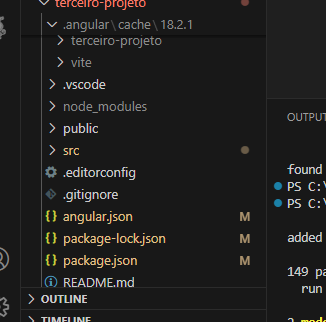 terceiro-projeto
.angular\cache\18.2.1
terceiro-projeto
vite
.vscode
node_modules
public
src
.editorconfig
.gitignore
{} angular.json M
{} package-lock.json M
{} package.json M
README.md
OUTLINE
TIMELINE
OUTPUT
found
PS C:\
PS C:\
added
149 pa
run